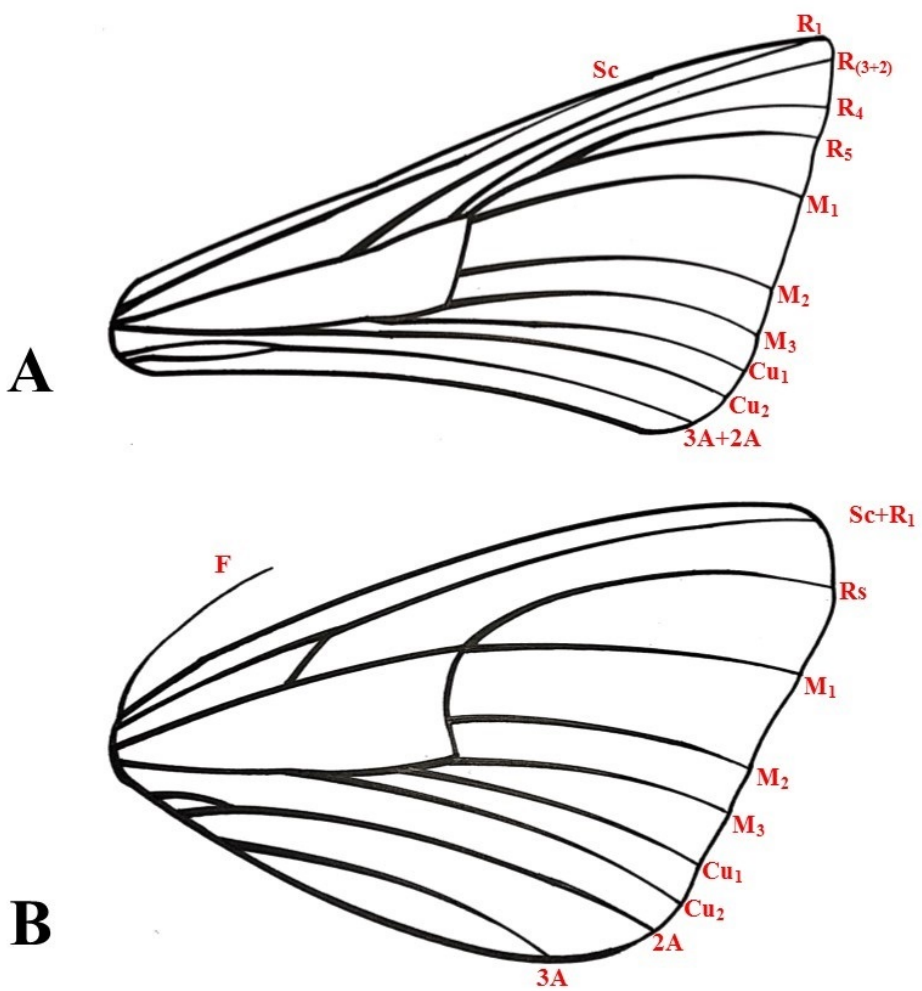 R₁
Sc
R₍₃₊₂₎
R₄
R₅
M₁
M₂
A
M₃
Cu₁
Cu₂
3A+2A
Sc+R₁
F
Rs
M₁
M₂
M₃
Cu₁
B
Cu₂
2A
3A